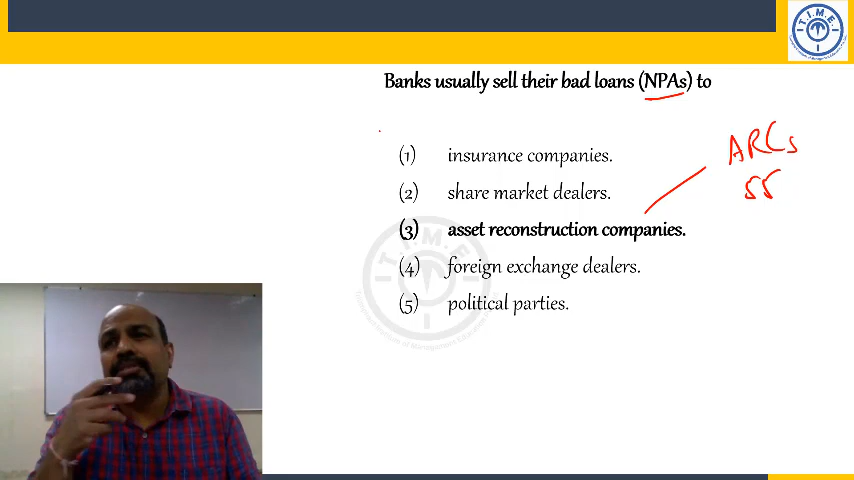 T.I.M.E.
Banks usually sell their bad loans (NPAs) to
(1) insurance companies.
(2) share market dealers.
(3) asset reconstruction companies.
(4) foreign exchange dealers.
(5) political parties.
ARCs
T.I.M.E.